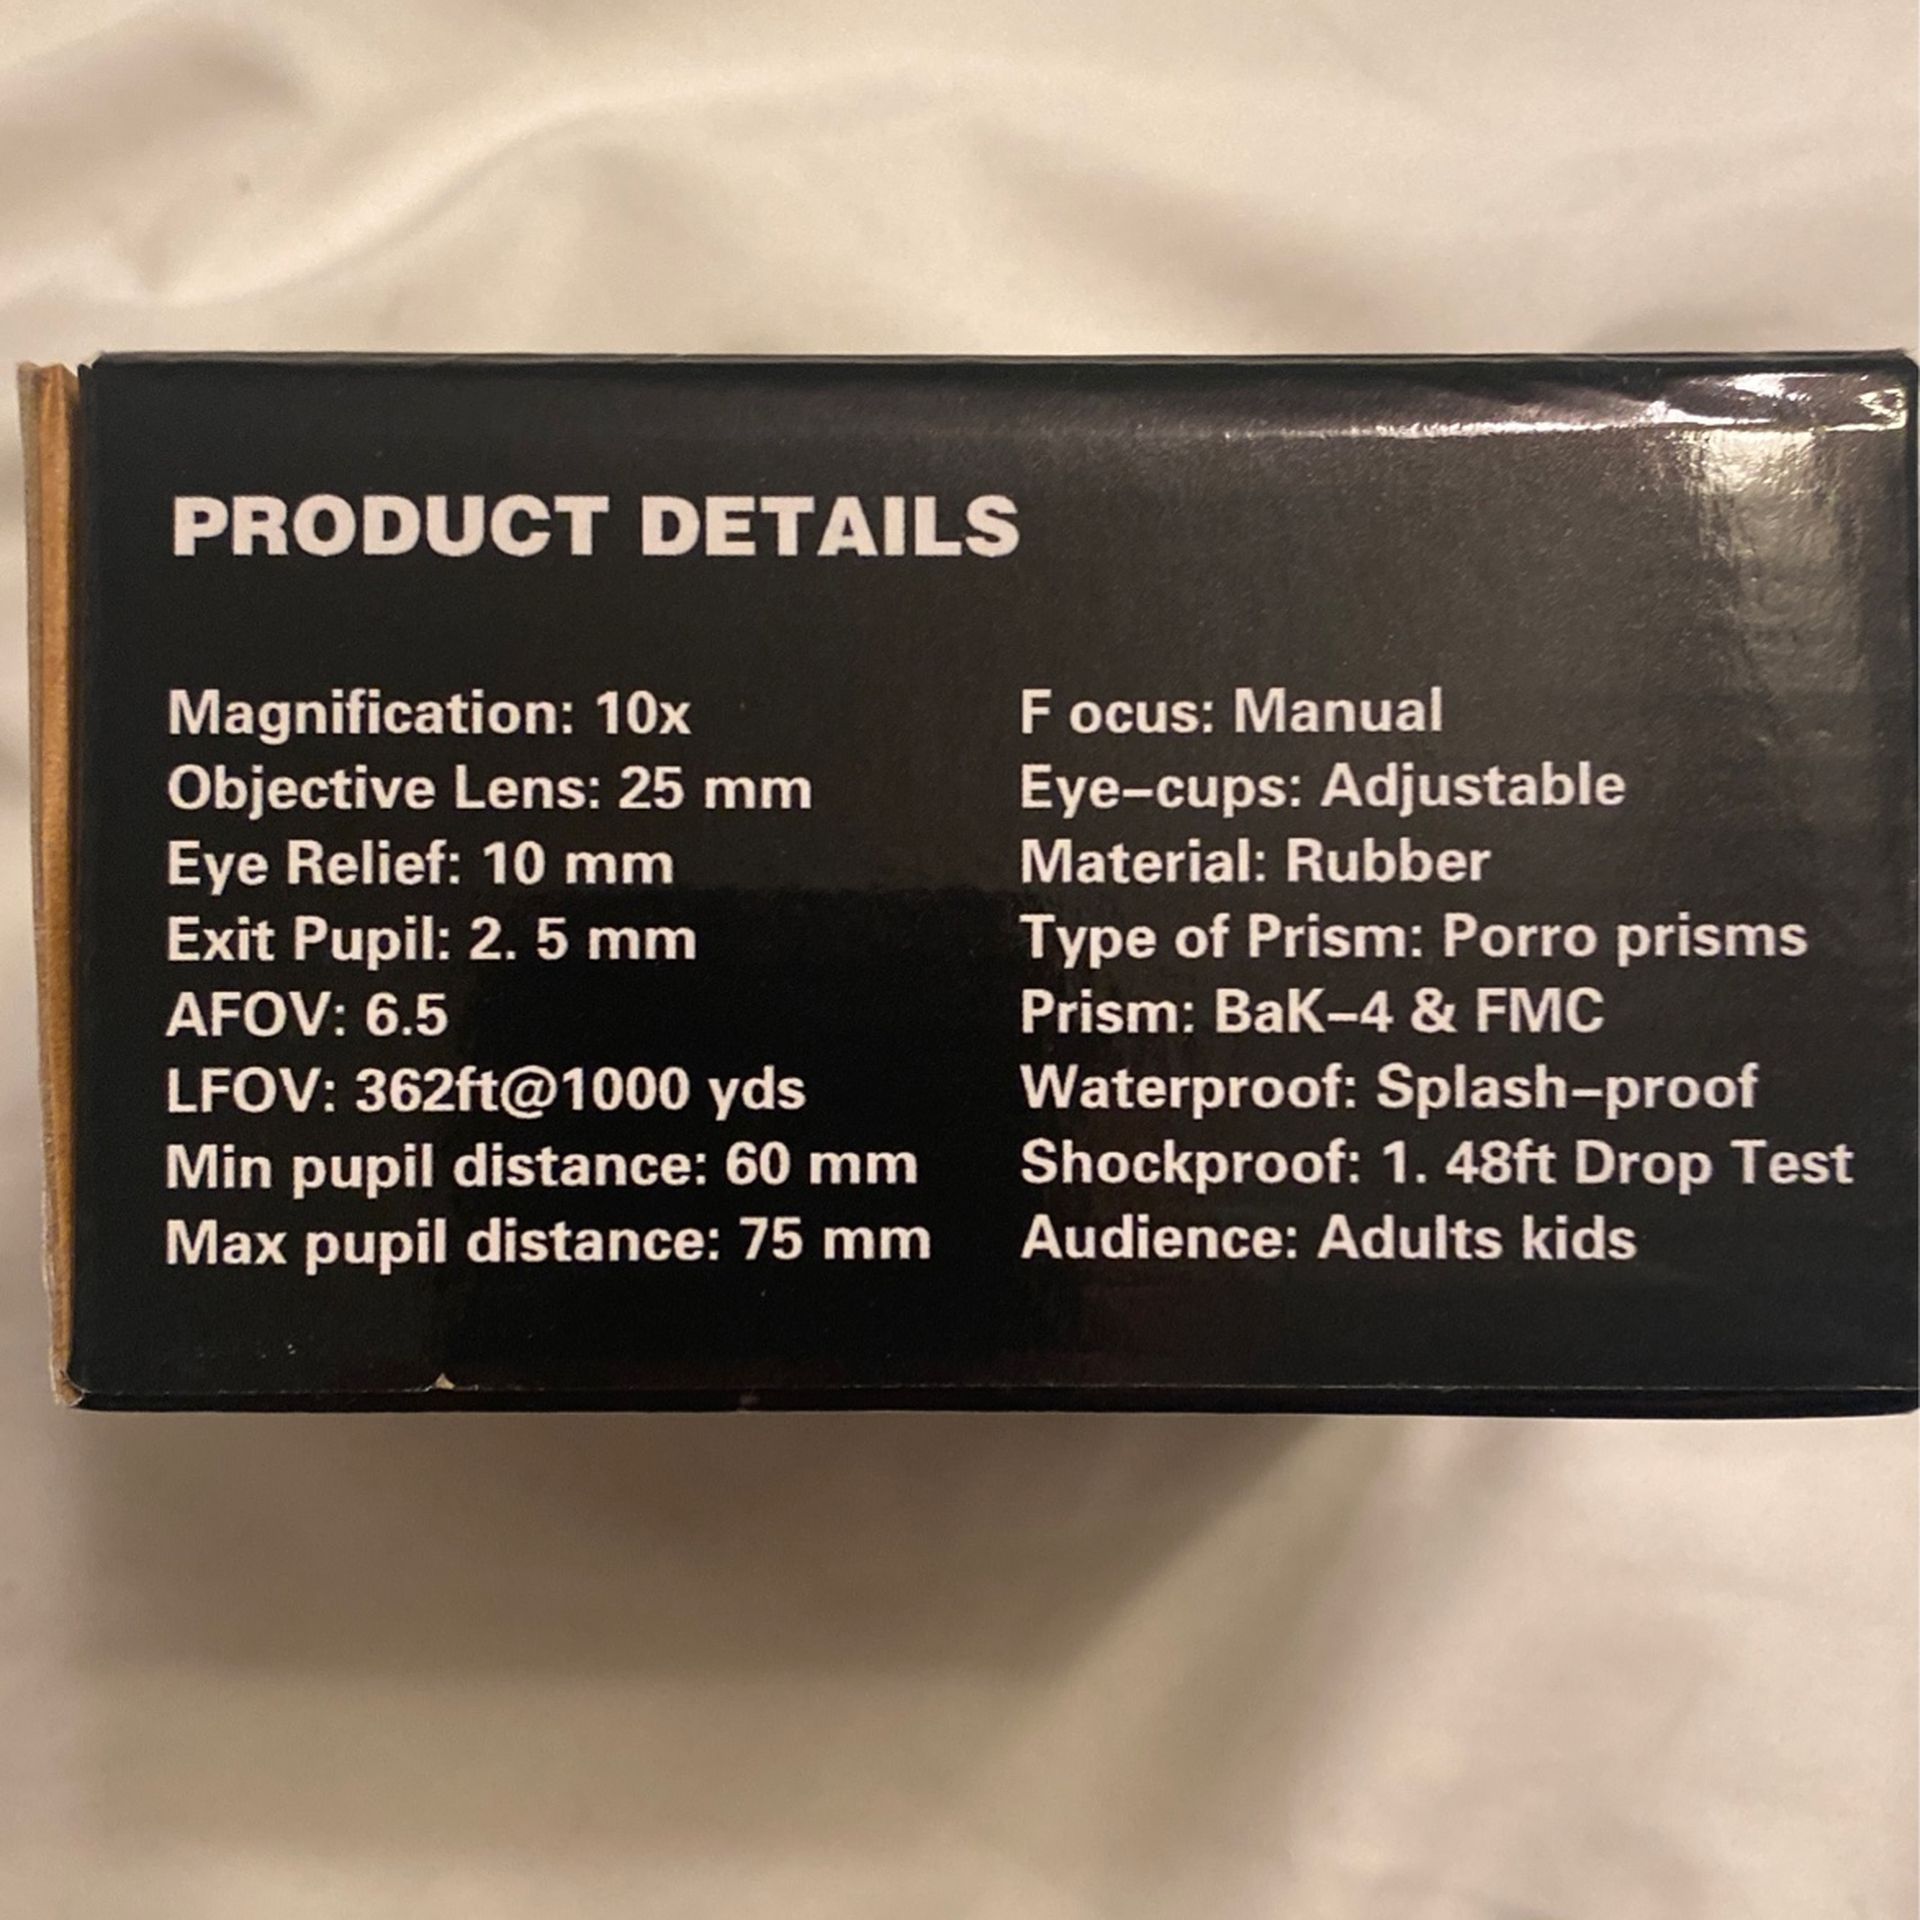 PRODUCT DETAILS
Magnification: 10x
Objective Lens: 25 mm
Eye Relief: 10 mm
Exit Pupil: 2. 5 mm
AFOV: 6.5
LFOV: 362ft@1000 yds
Min pupil distance: 60 mm
Max pupil distance: 75 mm
F ocus: Manual
Eye–cups: Adjustable
Material: Rubber
Type of Prism: Porro prisms
Prism: BaK–4 & FMC
Waterproof: Splash–proof
Shockproof: 1. 48ft Drop Test
Audience: Adults kids